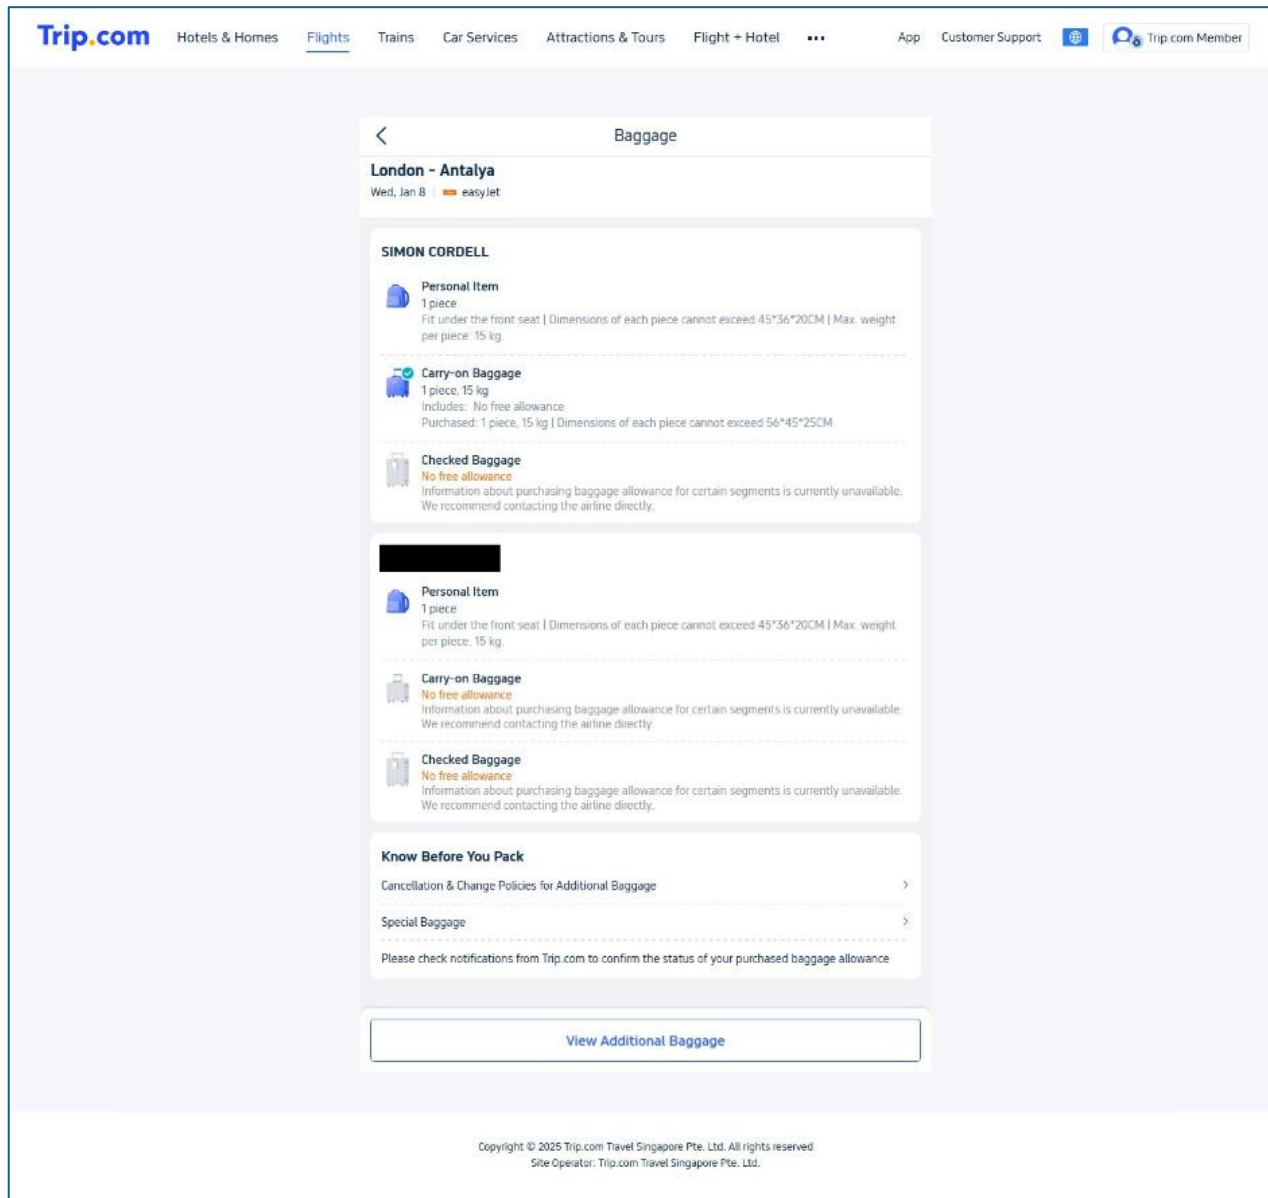 Trip.com Hotels & Homes Flights Trains Car Services Attractions & Tours Flight + Hotel ••• App Customer Support Trip.com Member
Baggage
London - Antalya
Wed, Jan 8 | easyJet
SIMON CORDELL
Personal Item
1 piece
Fit under the front seat | Dimensions of each piece cannot exceed 45*36*20CM | Max. weight
per piece: 15 kg
Carry-on Baggage
1 piece, 15 kg
Includes: No free allowance
Purchased: 1 piece, 15 kg | Dimensions of each piece cannot exceed 56*45*25CM
Checked Baggage
No free allowance
Information about purchasing baggage allowance for certain segments is currently unavailable.
We recommend contacting the airline directly.
Personal Item
1 piece
Fit under the front seat | Dimensions of each piece cannot exceed 45*36*20CM | Max. weight
per piece, 15 kg.
Carry-on Baggage
No free allowance
Information about purchasing baggage allowance for certain segments is currently unavailable.
We recommend contacting the airline directly.
Checked Baggage
No free allowance
Information about purchasing baggage allowance for certain segments is currently unavailable.
We recommend contacting the airline directly.
Know Before You Pack
Cancellation & Change Policies for Additional Baggage
Special Baggage
Please check notifications from Trip.com to confirm the status of your purchased baggage allowance
View Additional Baggage
Copyright © 2025 Trip.com Travel Singapore Pte. Ltd. All rights reserved
Site Operator: Trip.com Travel Singapore Pte. Ltd.